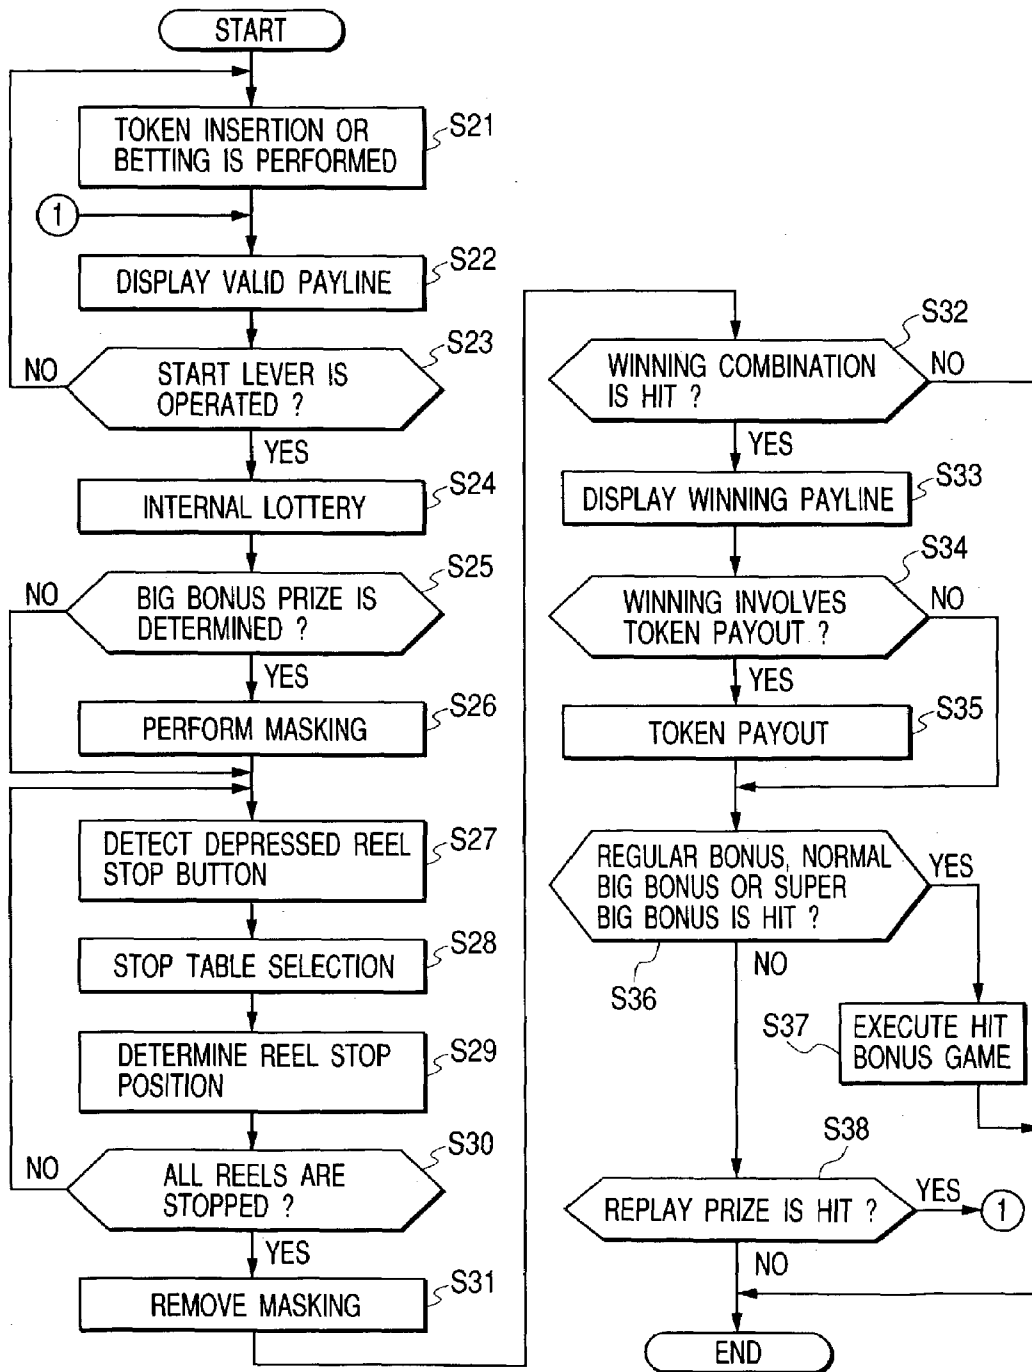 START
TOKEN INSERTION OR
BETTING IS PERFORMED
S21
1
DISPLAY VALID PAYLINE
S22
START LEVER IS
OPERATED ?
S23
NO
YES
INTERNAL LOTTERY
S24
BIG BONUS PRIZE IS
DETERMINED ?
S25
NO
YES
PERFORM MASKING
S26
DETECT DEPRESSED REEL
STOP BUTTON
S27
STOP TABLE SELECTION
S28
DETERMINE REEL STOP
POSITION
S29
ALL REELS ARE
STOPPED ?
S30
NO
YES
REMOVE MASKING
S31
WINNING COMBINATION
IS HIT ?
S32
NO
YES
DISPLAY WINNING PAYLINE
S33
WINNING INVOLVES
TOKEN PAYOUT ?
S34
NO
YES
TOKEN PAYOUT
S35
REGULAR BONUS, NORMAL
BIG BONUS OR SUPER
BIG BONUS IS HIT ?
S36
YES
NO
EXECUTE HIT
BONUS GAME
S37
REPLAY PRIZE IS HIT ?
S38
YES
1
NO
END